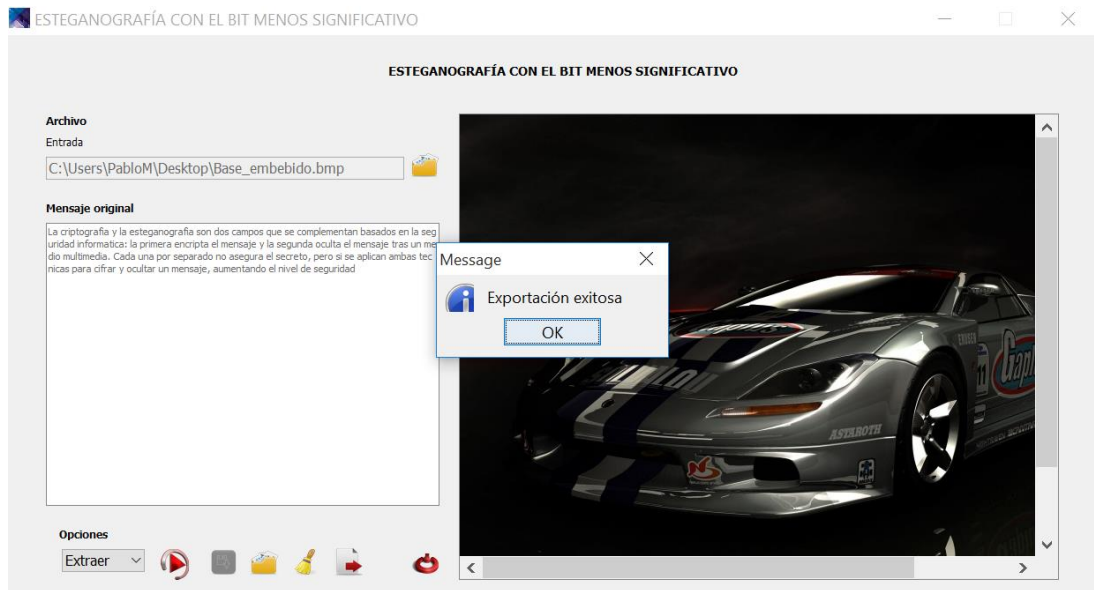 ESTEGANOGRAFÍA CON EL BIT MENOS SIGNIFICATIVO
ESTEGANOGRAFÍA CON EL BIT MENOS SIGNIFICATIVO
Archivo
Entrada
C:\Users\PabloM\Desktop\Base_embebido.bmp
Mensaje original
La criptografia y la esteganografia son dos campos que se complementan basados en la seg
uridad informatica: la primera encripta el mensaje y la segunda oculta el mensaje tras un me
dio multimedia. Cada una por separado no asegura el secreto, pero si se aplican ambas tec
nicas para cifrar y ocultar un mensaje, aumentando el nivel de seguridad
Message
Exportación exitosa
OK
11
ASTAROTH
Opciones
Extraer